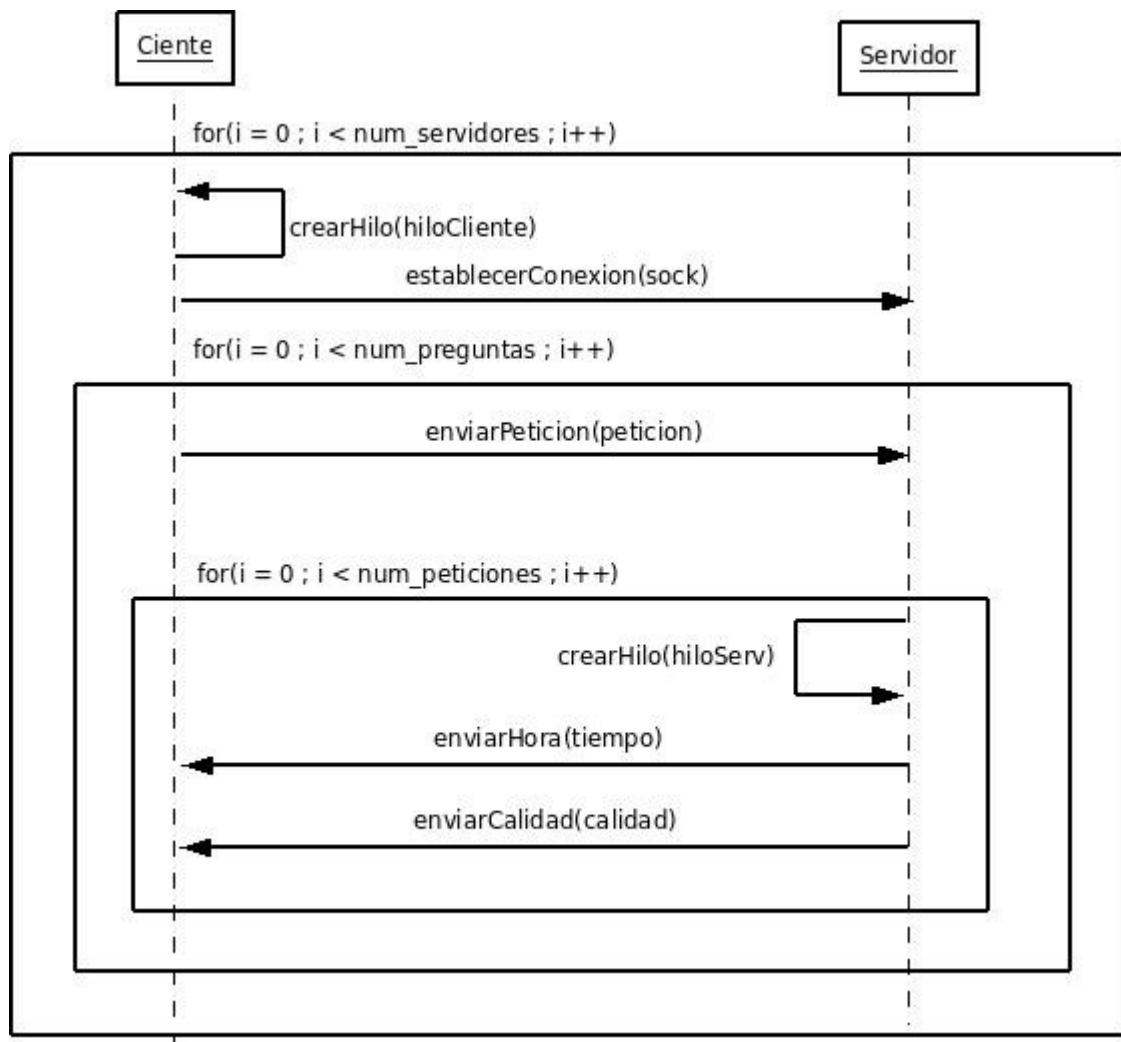 Ciente
Servidor
for(i = 0 ; i < num_servidores ; i++)
crearHilo(hiloCliente)
establecerConexion(sock)
for(i = 0 ; i < num_preguntas ; i++)
enviarPeticion(peticion)
for(i = 0 ; i < num_peticiones ; i++)
crearHilo(hiloServ)
enviarHora(tiempo)
enviarCalidad(calidad)